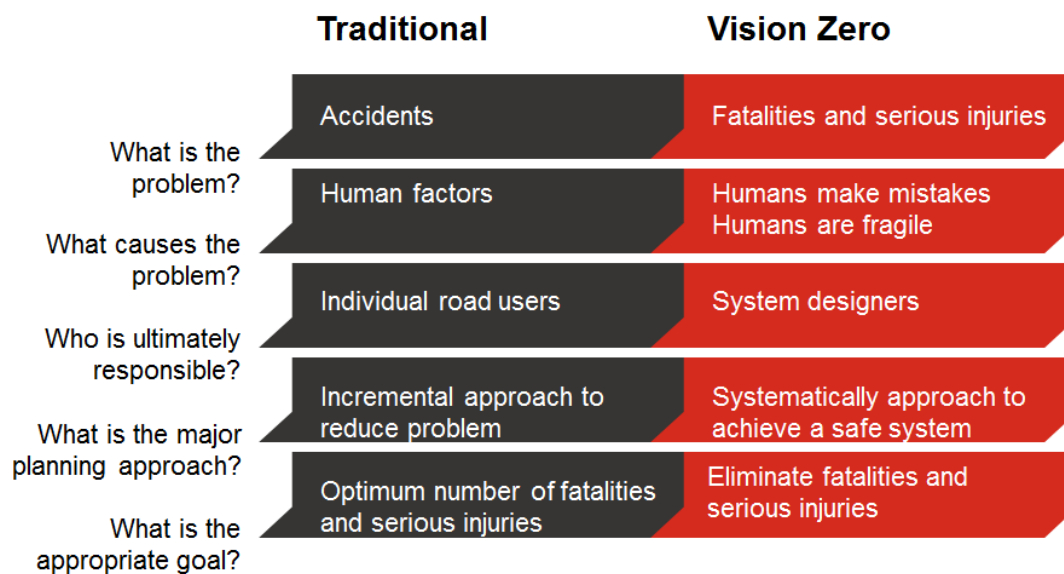 Traditional
Vision Zero
What is the
problem?
Accidents
Fatalities and serious injuries
What causes the
problem?
Human factors
Humans make mistakes
Humans are fragile
Who is ultimately
responsible?
Individual road users
System designers
What is the major
planning approach?
Incremental approach to
reduce problem
Systematically approach to
achieve a safe system
What is the
appropriate goal?
Optimum number of fatalities
and serious injuries
Eliminate fatalities and
serious injuries